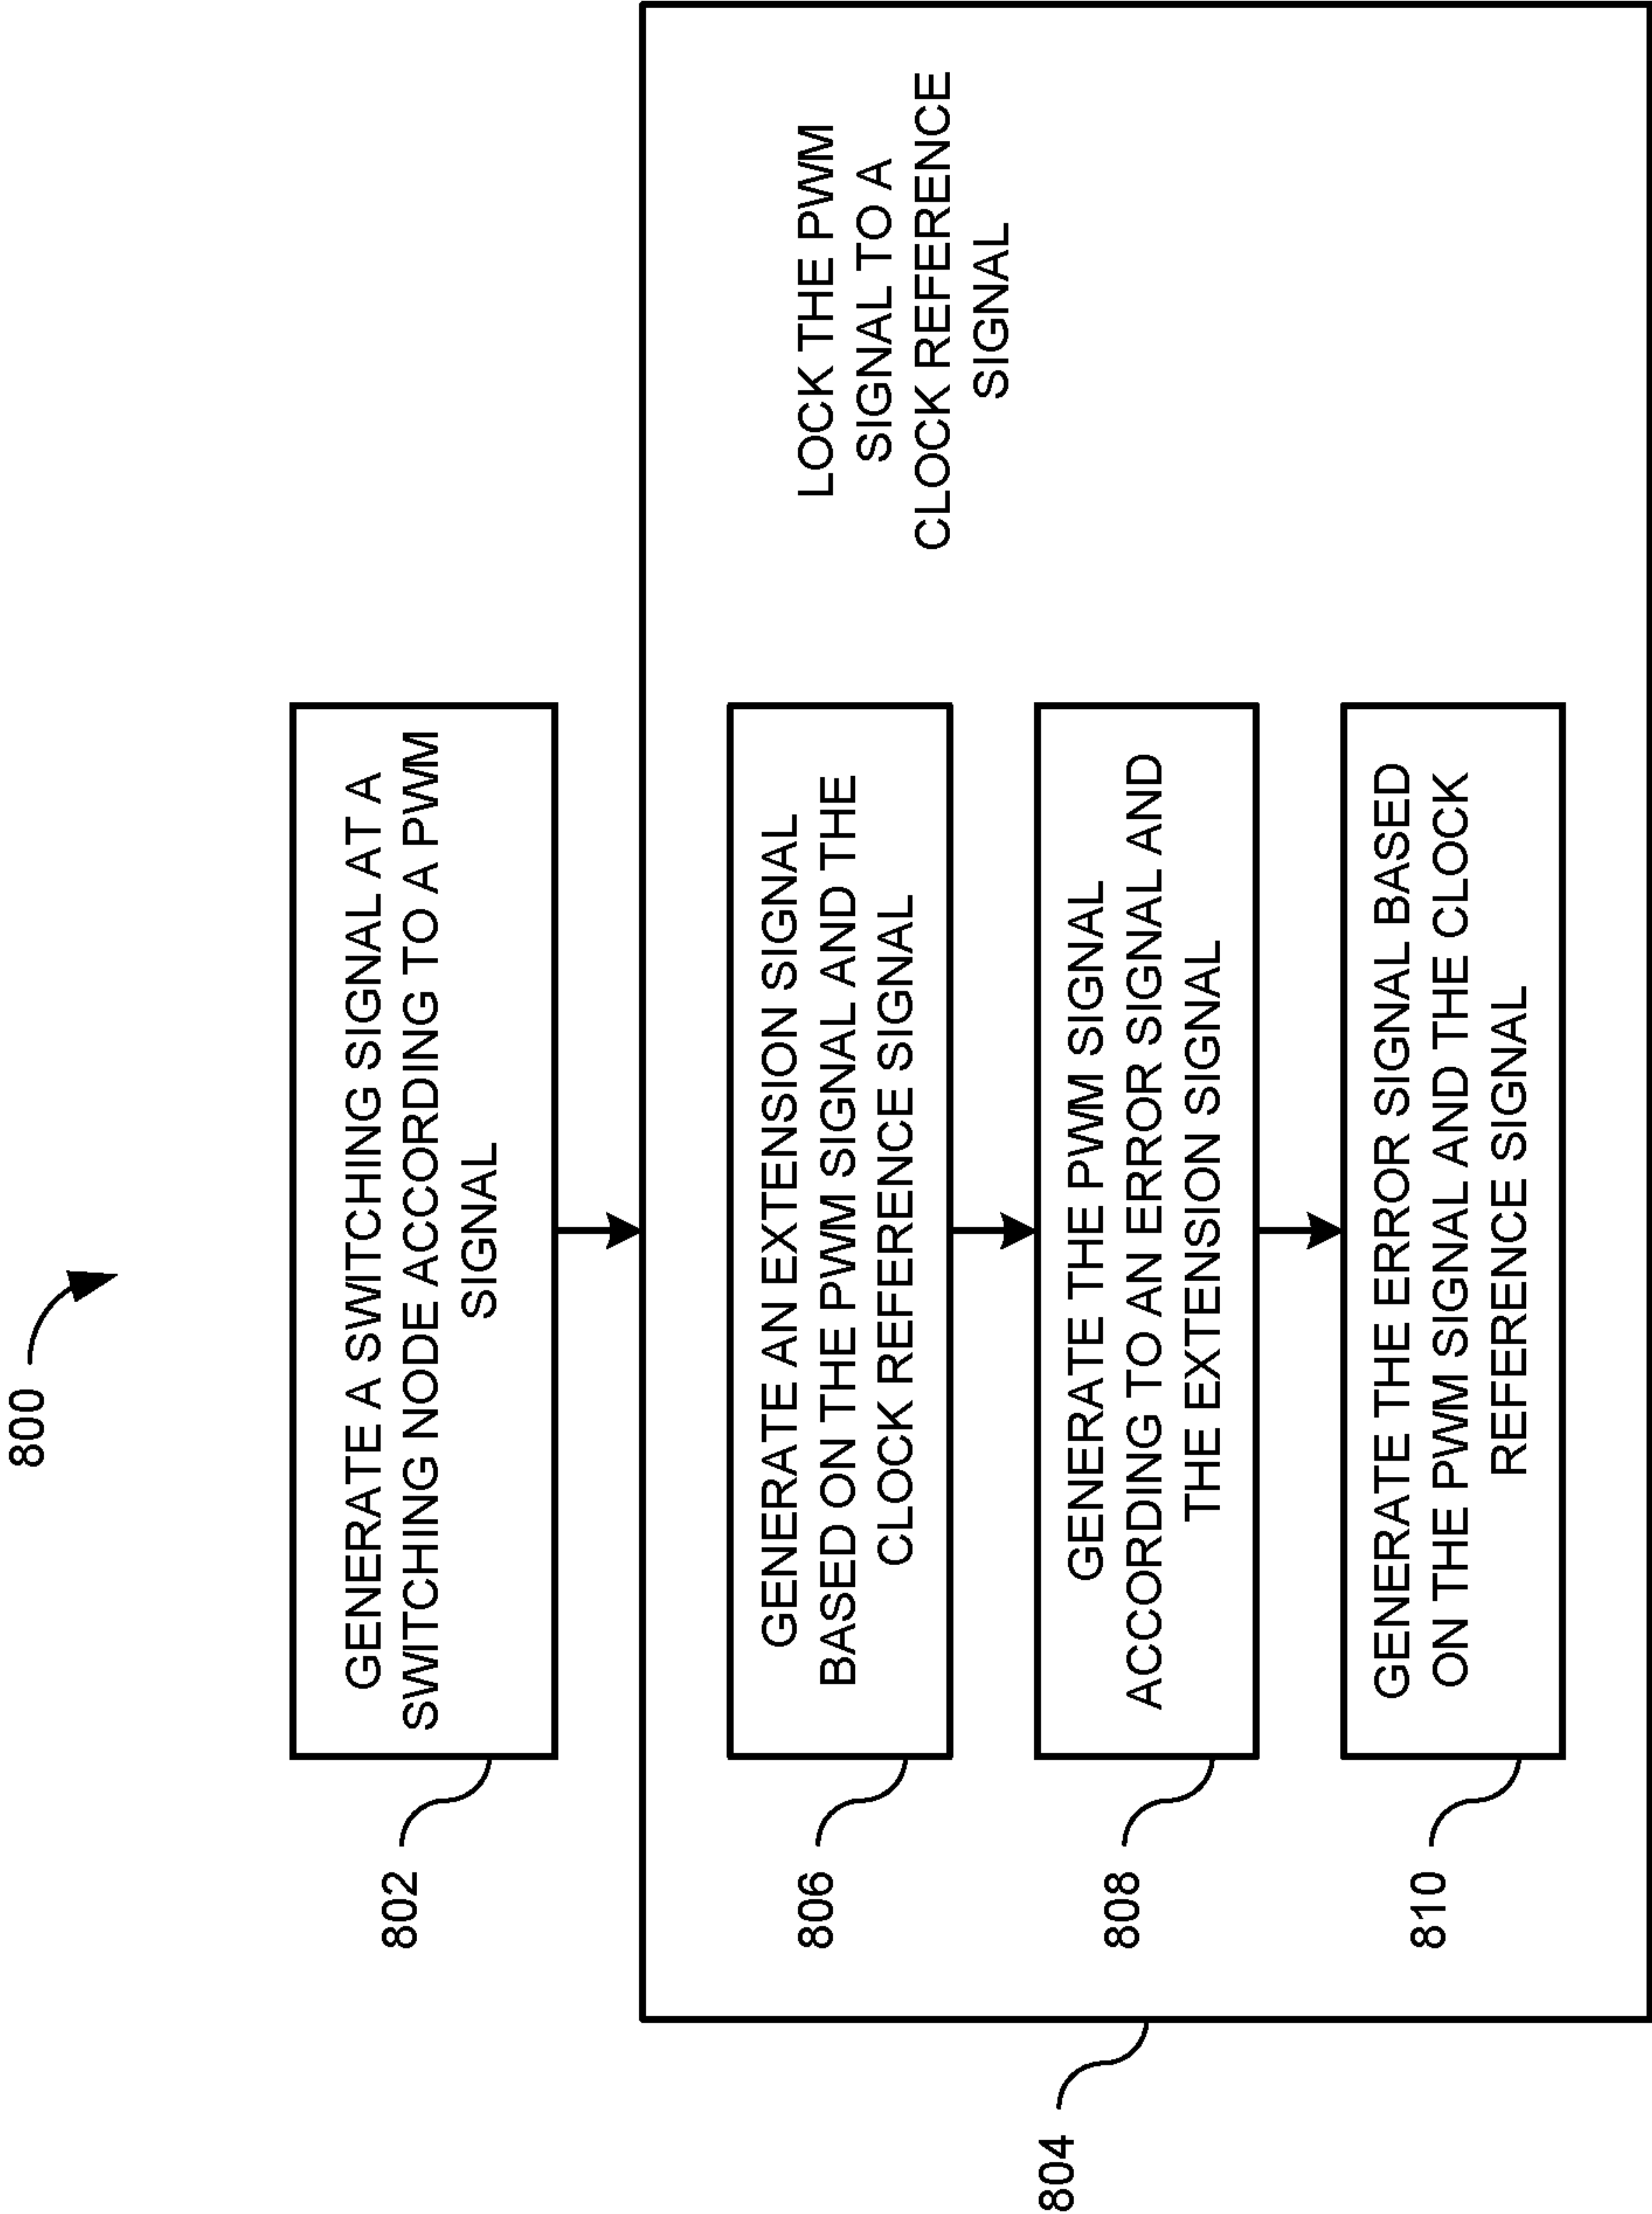 800
802
GENERATE A SWITCHING SIGNAL AT A
SWITCHING NODE ACCORDING TO A PWM
SIGNAL
804
LOCK THE PWM
SIGNAL TO A
CLOCK REFERENCE
SIGNAL
806
GENERATE AN EXTENSION SIGNAL
BASED ON THE PWM SIGNAL AND THE
CLOCK REFERENCE SIGNAL
808
GENERATE THE PWM SIGNAL
ACCORDING TO AN ERROR SIGNAL AND
THE EXTENSION SIGNAL
810
GENERATE THE ERROR SIGNAL BASED
ON THE PWM SIGNAL AND THE CLOCK
REFERENCE SIGNAL